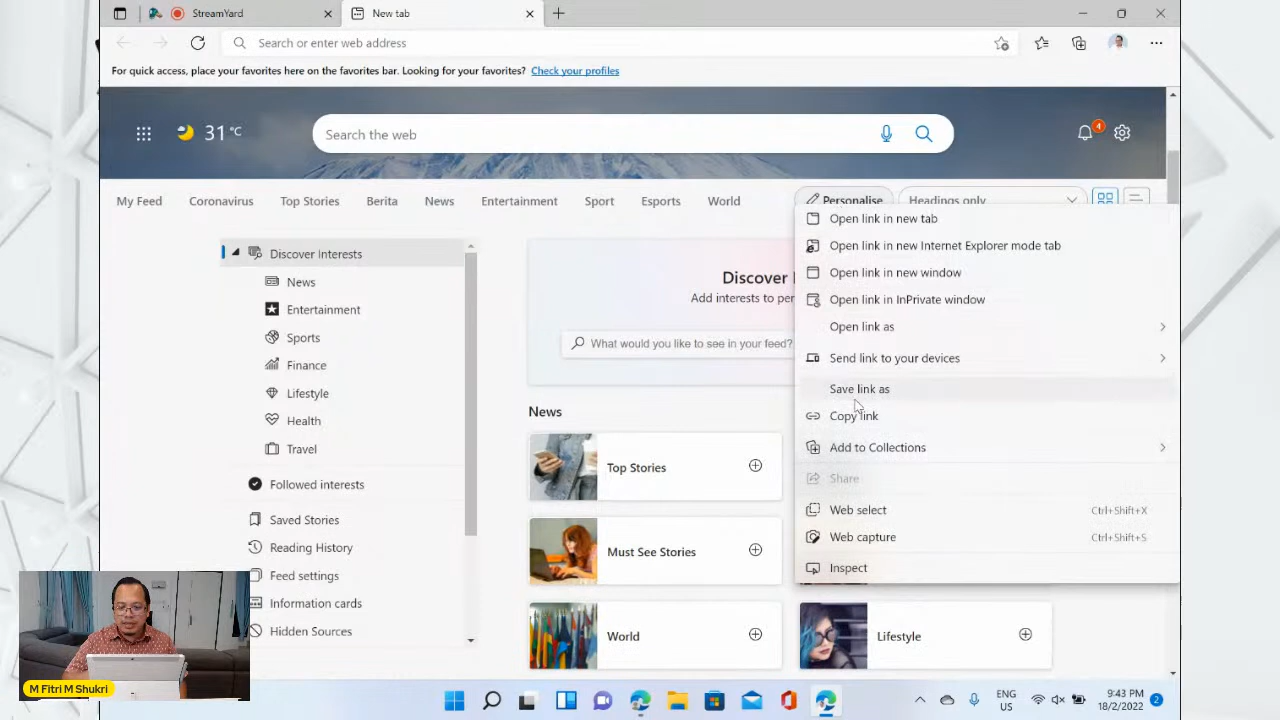 StreamYard
New tab
Search or enter web address
For quick access, place your favorites here on the favorites bar. Looking for your favorites? Check your profiles
31 °C
Search the web
4
My Feed
Coronavirus
Top Stories
Berita
News
Entertainment
Sport
Esports
World
Personalise
Headings only
Discover Interests
News
Entertainment
Sports
Finance
Lifestyle
Health
Travel
Followed interests
Saved Stories
Reading History
Feed settings
Information cards
Hidden Sources
Discover
Add interests to per
What would you like to see in your feed?
News
Top Stories
Must See Stories
World
Lifestyle
Open link in new tab
Open link in new Internet Explorer mode tab
Open link in new window
Open link in InPrivate window
Open link as
Send link to your devices
Save link as
Copy link
Add to Collections
Share
Web select Ctrl+Shift+X
Web capture Ctrl+Shift+S
Inspect
M Fitri M Shukri
ENG
US
9:43 PM
18/2/2022
2